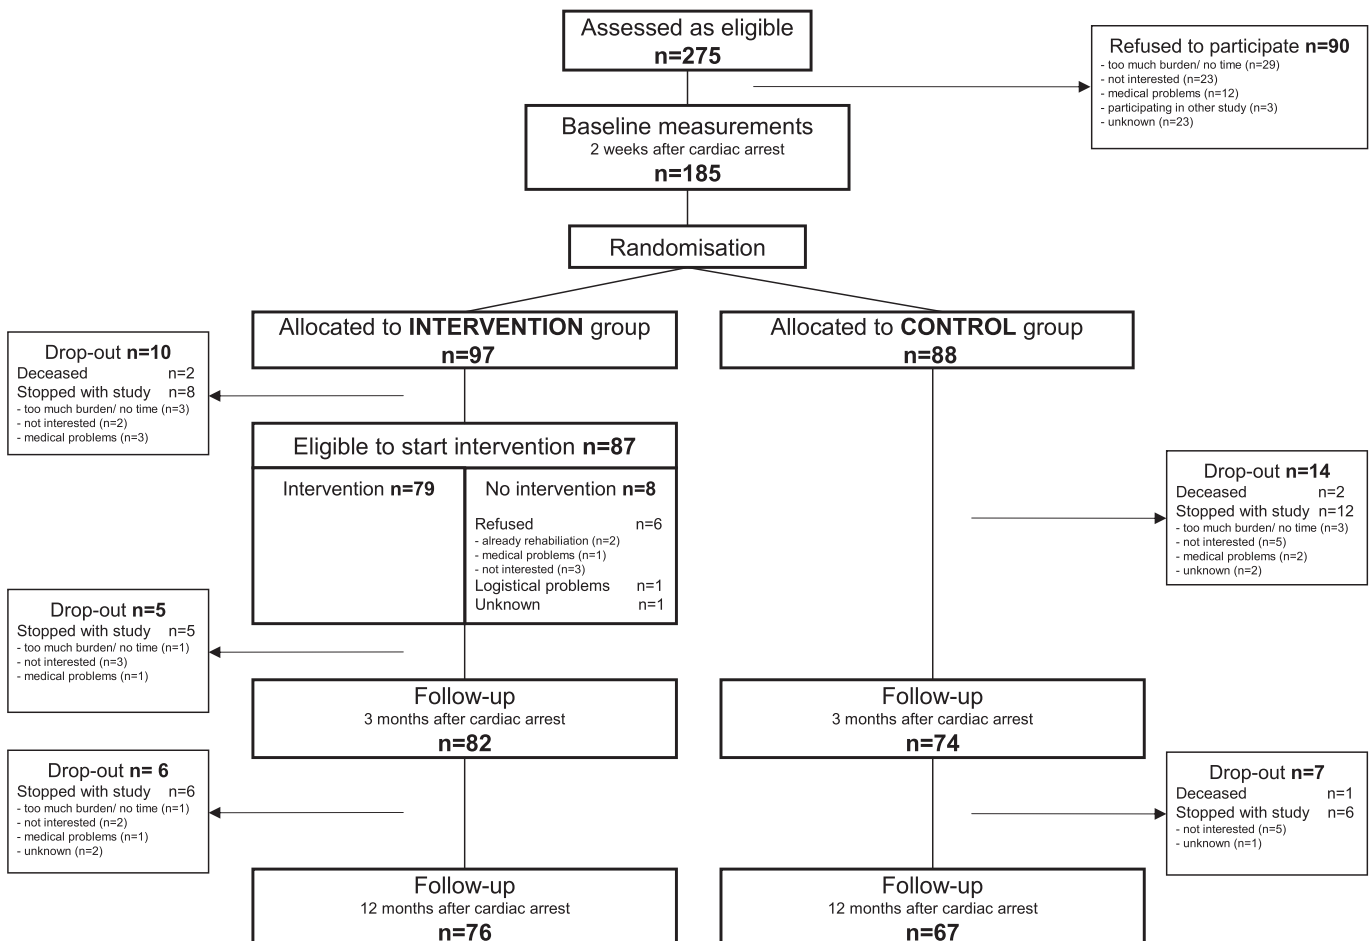 Assessed as eligible
n=275
Refused to participate n=90
- too much burden/ no time (n=29)
- not interested (n=23)
- medical problems (n=12)
- participating in other study (n=3)
- unknown (n=23)
Baseline measurements
2 weeks after cardiac arrest
n=185
Randomisation
Allocated to INTERVENTION group
n=97
Allocated to CONTROL group
n=88
Drop-out n=10
Deceased n=2
Stopped with study n=8
- too much burden/ no time (n=3)
- not interested (n=2)
- medical problems (n=3)
Eligible to start intervention n=87
Intervention n=79
No intervention n=8
Refused n=6
- already rehabiliation (n=2)
- medical problems (n=1)
- not interested (n=3)
Logistical problems n=1
Unknown n=1
Drop-out n=14
Deceased n=2
Stopped with study n=12
- too much burden/ no time (n=3)
- not interested (n=5)
- medical problems (n=2)
- unknown (n=2)
Drop-out n=5
Stopped with study n=5
- too much burden/ no time (n=1)
- not interested (n=3)
- medical problems (n=1)
Follow-up
3 months after cardiac arrest
n=82
Follow-up
3 months after cardiac arrest
n=74
Drop-out n= 6
Stopped with study n=6
- too much burden/ no time (n=1)
- not interested (n=2)
- medical problems (n=1)
- unknown (n=2)
Drop-out n=7
Deceased n=1
Stopped with study n=6
- not interested (n=5)
- unknown (n=1)
Follow-up
12 months after cardiac arrest
n=76
Follow-up
12 months after cardiac arrest
n=67